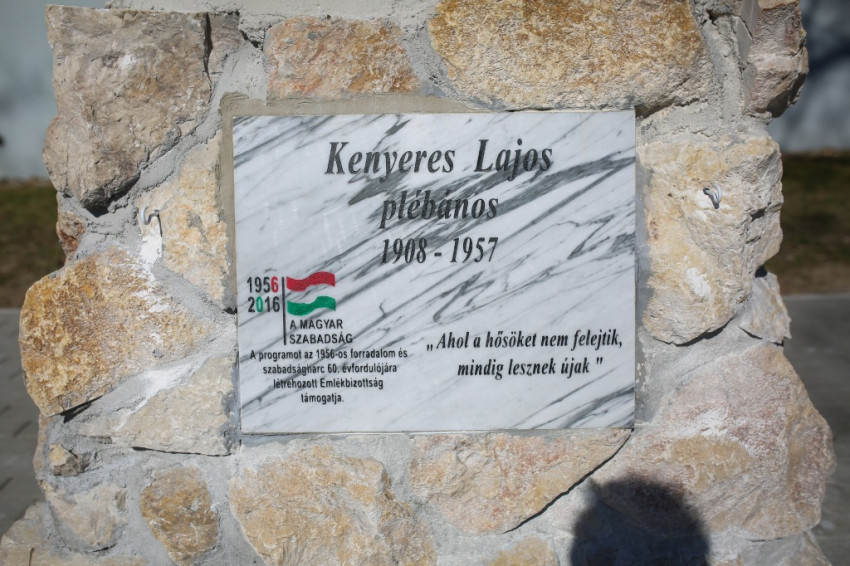 Kenyeres Lajos
plébános
1908 - 1957
1956
2016
A MAGYAR
SZABADSÁG
A programot az 1956-os forradalom és
szabadságharc 60. évfordulójára
létrehozott Emlékbizottság
támogatja.
„Ahol a hősöket nem felejtik,
mindig lesznek újak "